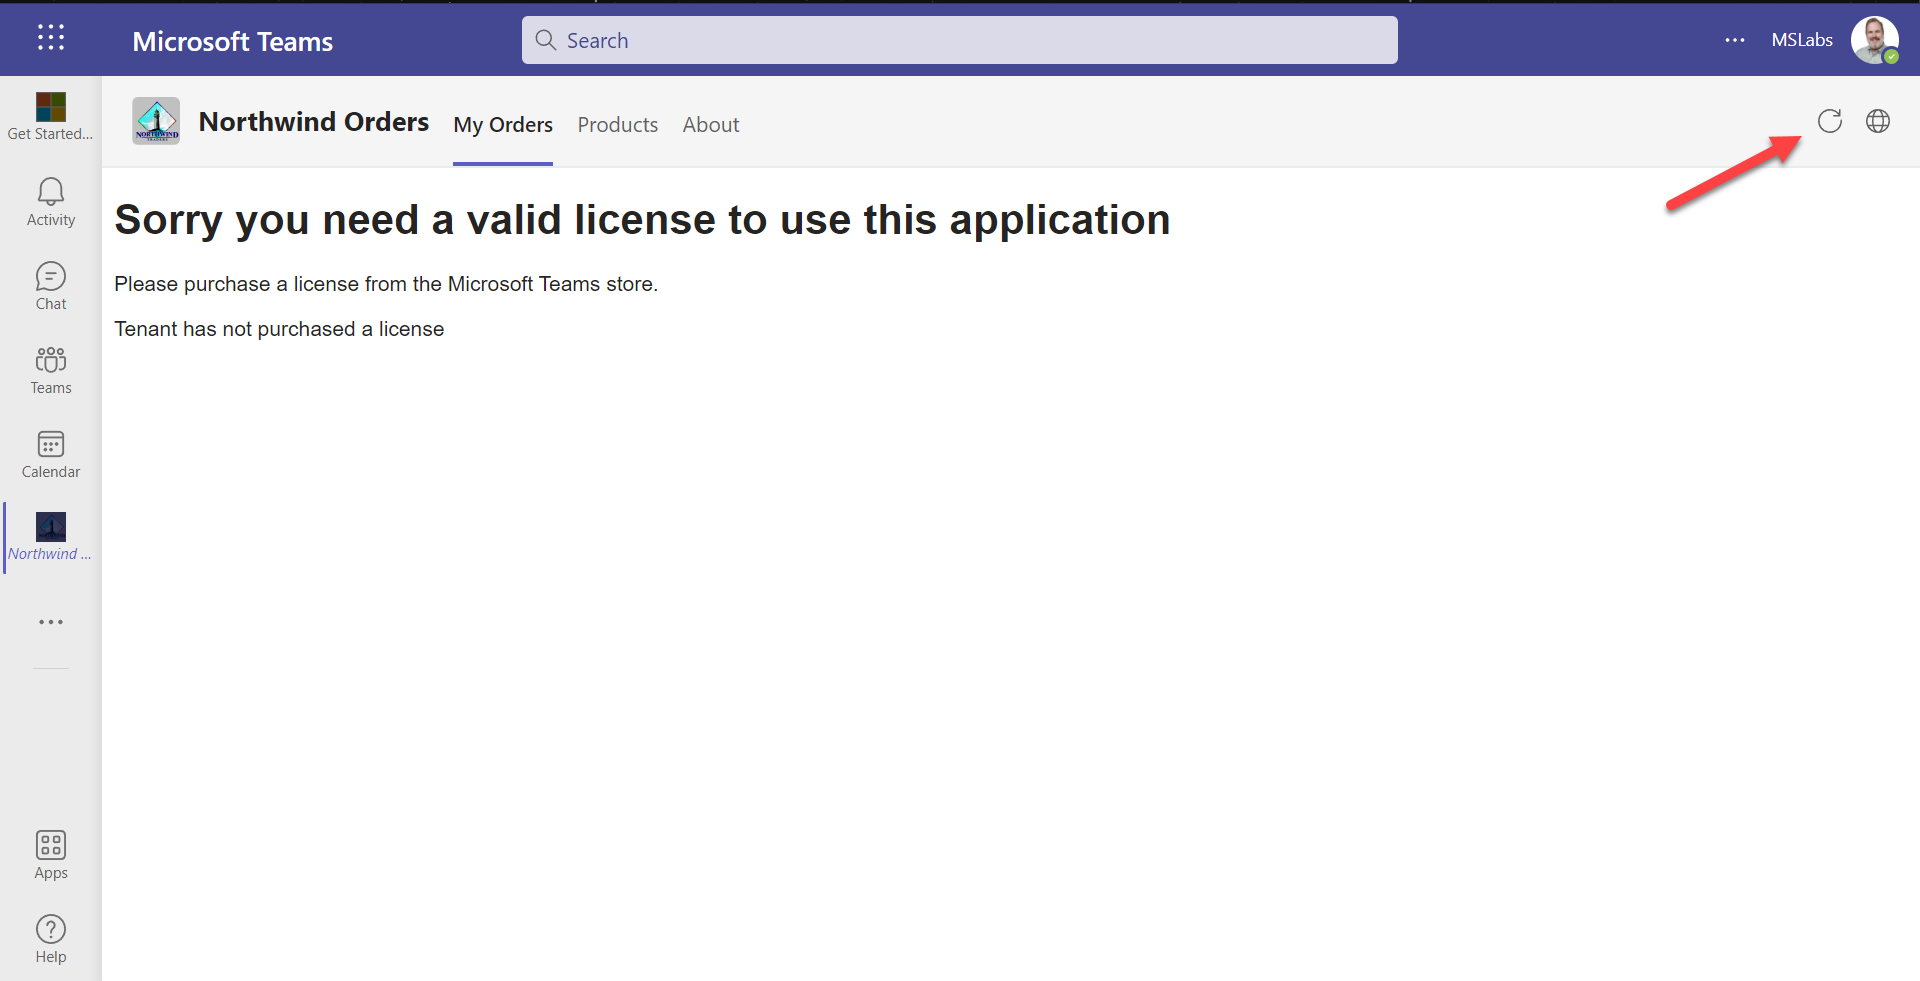 Microsoft Teams
Search
MSLabs
Get Started...
Activity
Chat
Teams
Calendar
Northwind ...
Apps
Help
NORTHWIND
TRADERS
Northwind Orders
My Orders
Products
About
Sorry you need a valid license to use this application
Please purchase a license from the Microsoft Teams store.
Tenant has not purchased a license